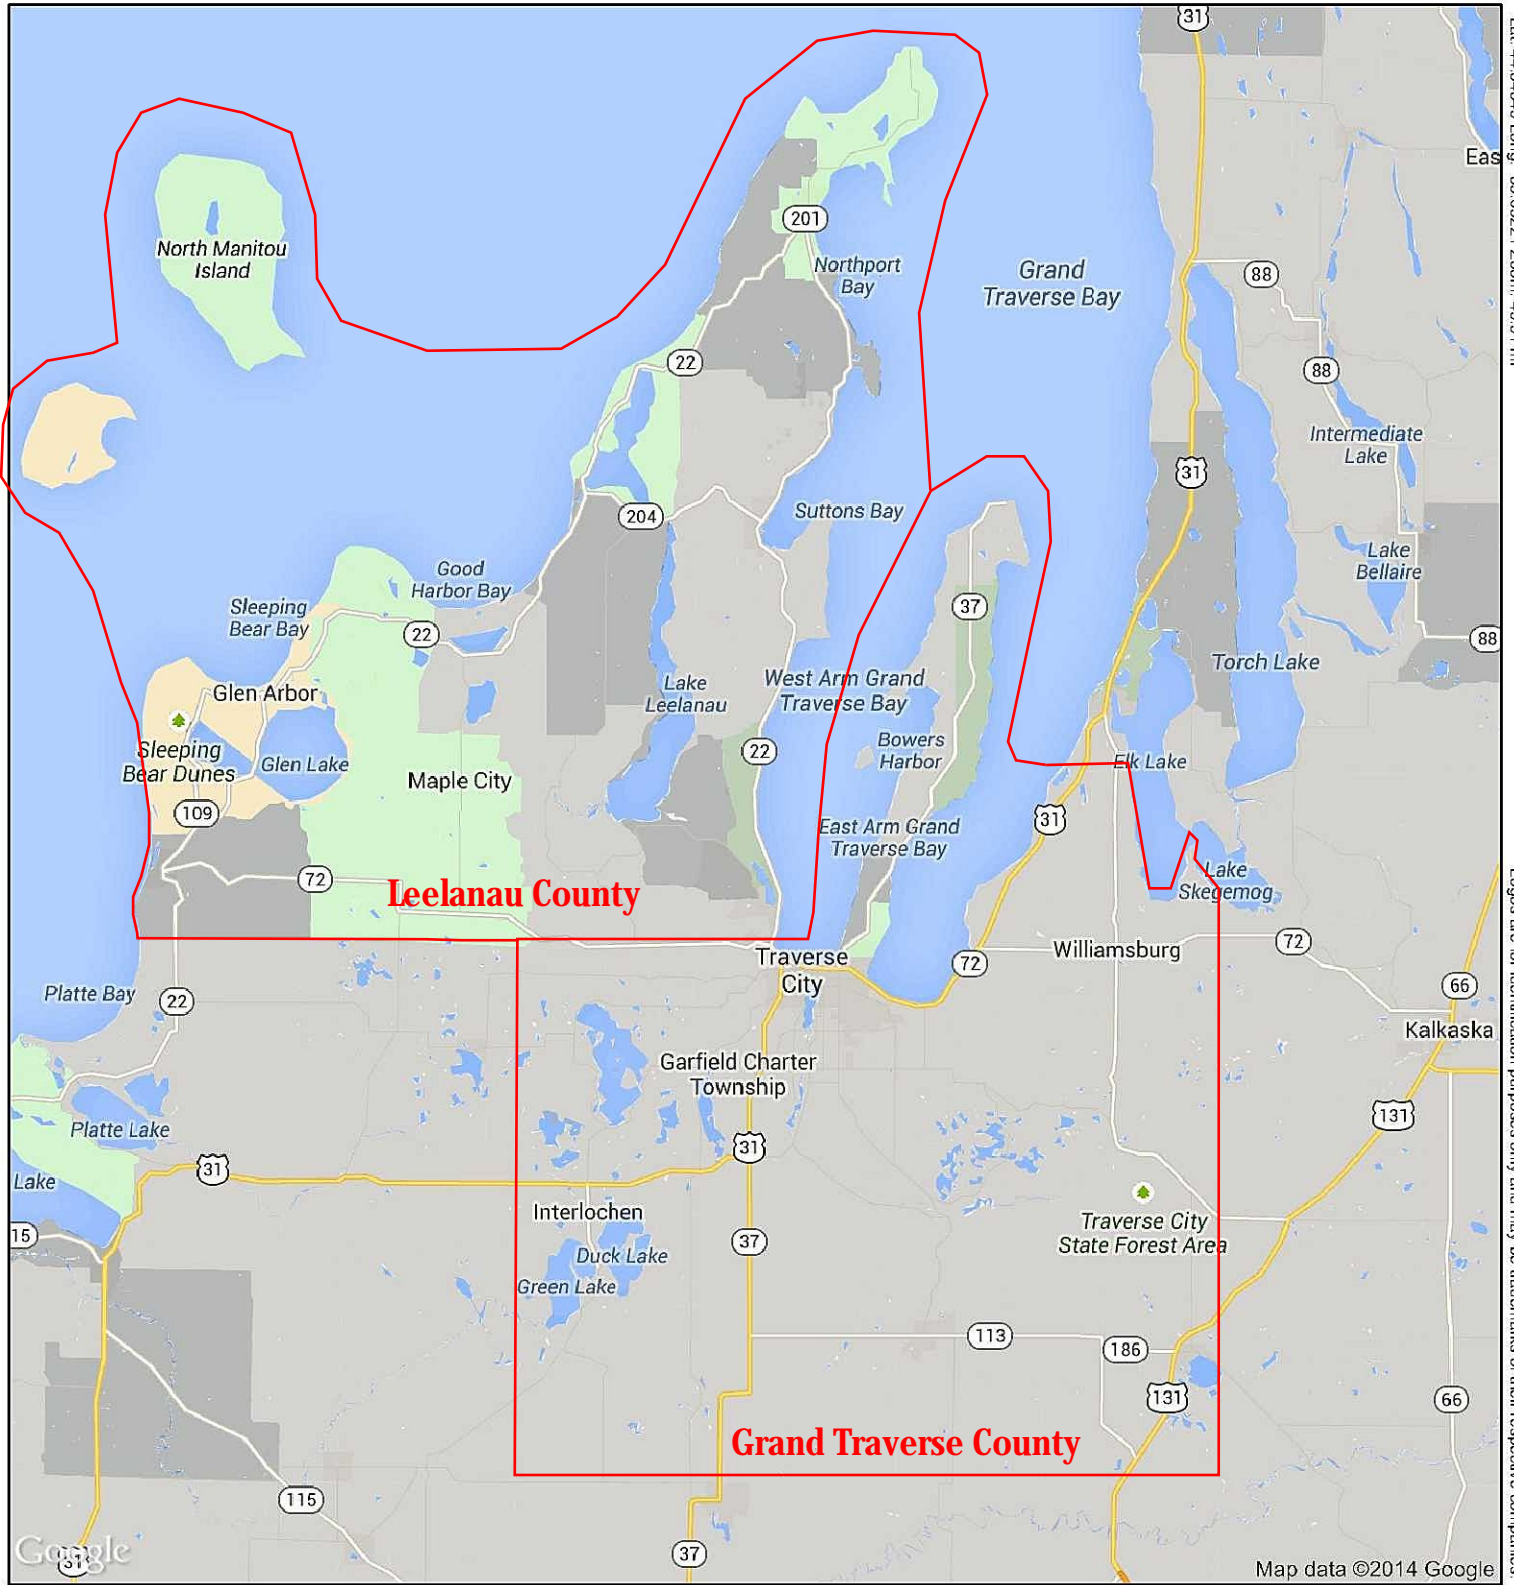 31
Eas
North Manitou
Island
201
Northport
Bay
Grand
Traverse Bay
88
22
88
Intermediate
Lake
31
204
Suttons Bay
Good
Harbor Bay
Lake
Bellaire
Sleeping
Bear Bay
22
37
88
Glen Arbor
Lake
Leelanau
West Arm Grand
Traverse Bay
Torch Lake
Sleeping
Bear Dunes
Glen Lake
Maple City
22
Bowers
Harbor
Elk Lake
109
31
East Arm Grand
Traverse Bay
72
Leelanau County
Lake
Skegemog
Traverse
City
72
Williamsburg
72
Platte Bay
22
66
Kalkaska
Garfield Charter
Township
Platte Lake
131
31
31
Lake
Interlochen
Traverse City
State Forest Area
15
37
Duck Lake
Green Lake
113
186
131
66
Grand Traverse County
115
37
31
Google
Map data ©2014 Google